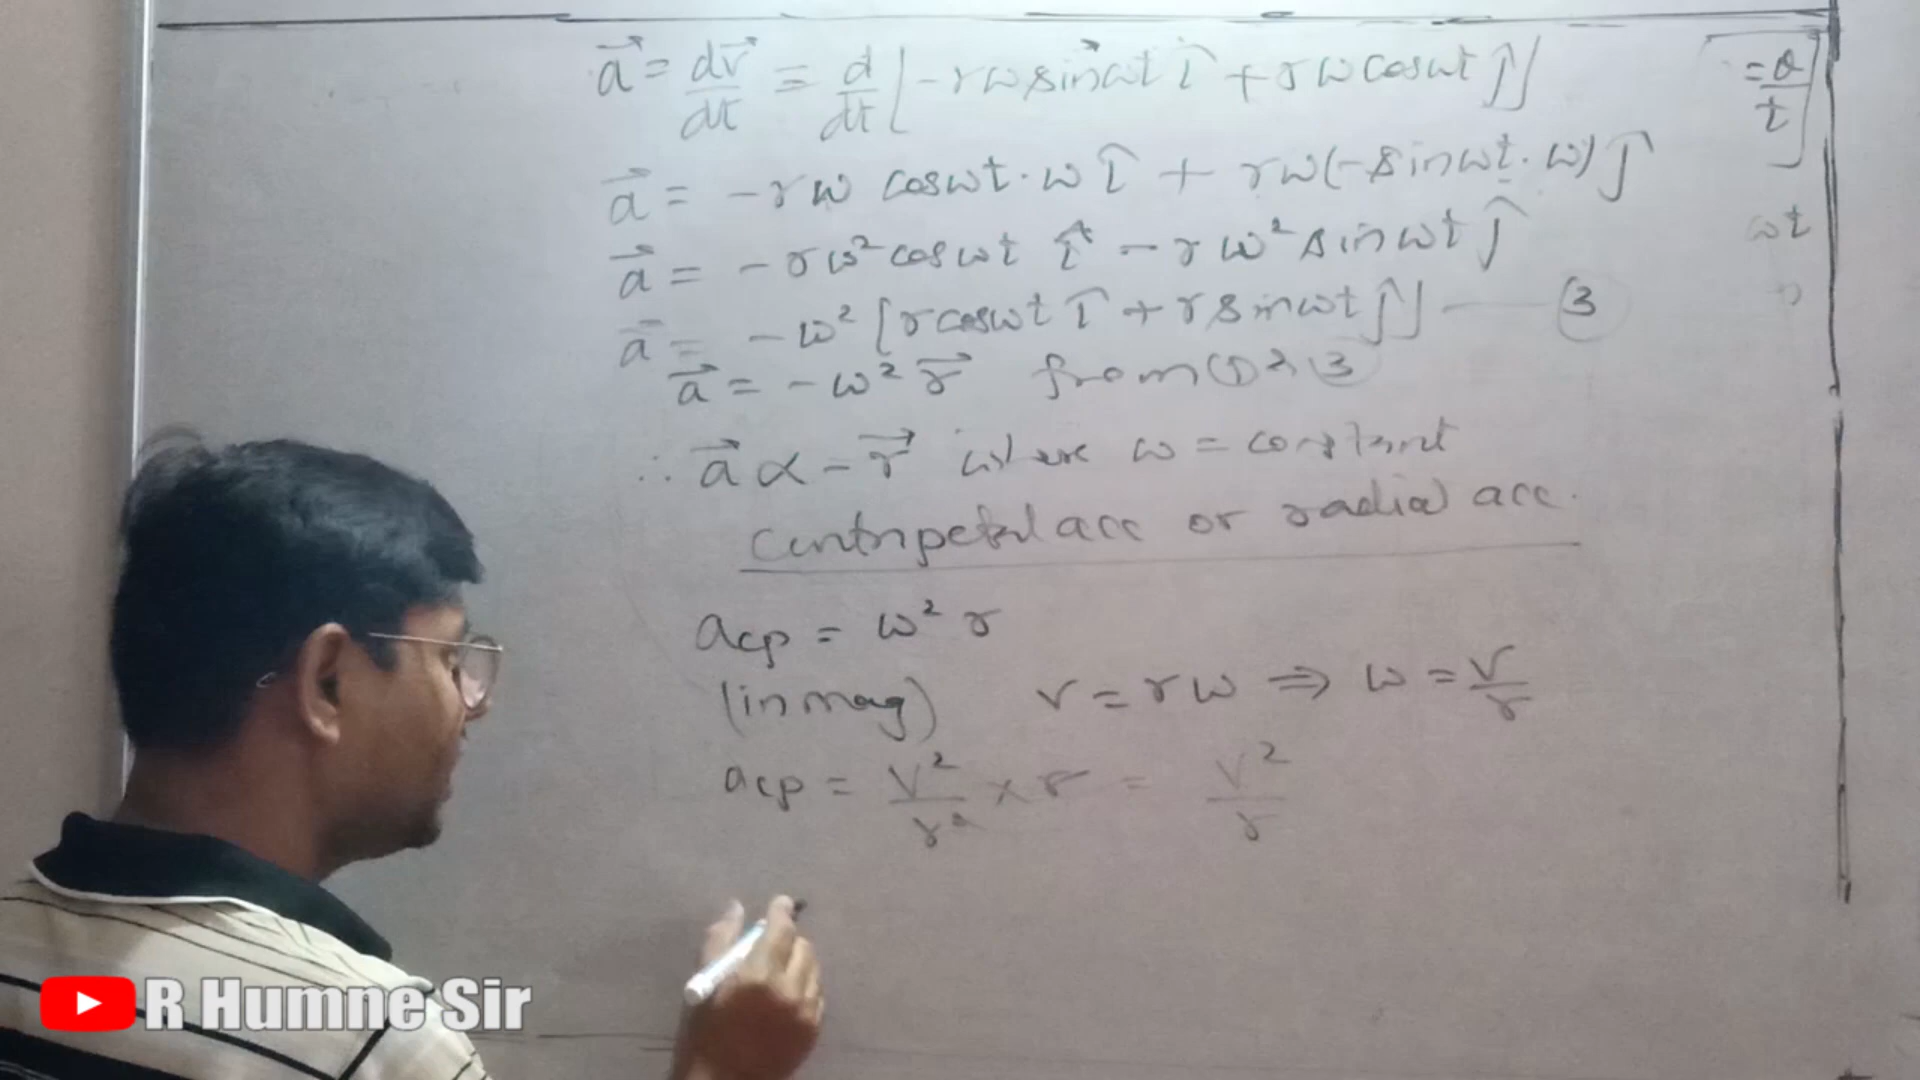 a⃗ = dv⃗/dt = d/dt [-rω sinωt î + rω cosωt ĵ]
= θ/t
a⃗ = -rω cosωt·ω î + rω(-sinωt·ω) ĵ
a⃗ = -rω² cosωt î - rω² sinωt ĵ
ωt
a⃗ = -ω² [r cosωt î + r sinωt ĵ] — 3
a⃗ = -ω² r⃗ from 1 & 3
∴ a⃗ α - r⃗ where ω = constant
Centripetal acc or radial acc.
acp = ω² r
(in mag) v = rω ⇒ ω = v/r
acp = v²/r² × r = v²/r
R Humne Sir